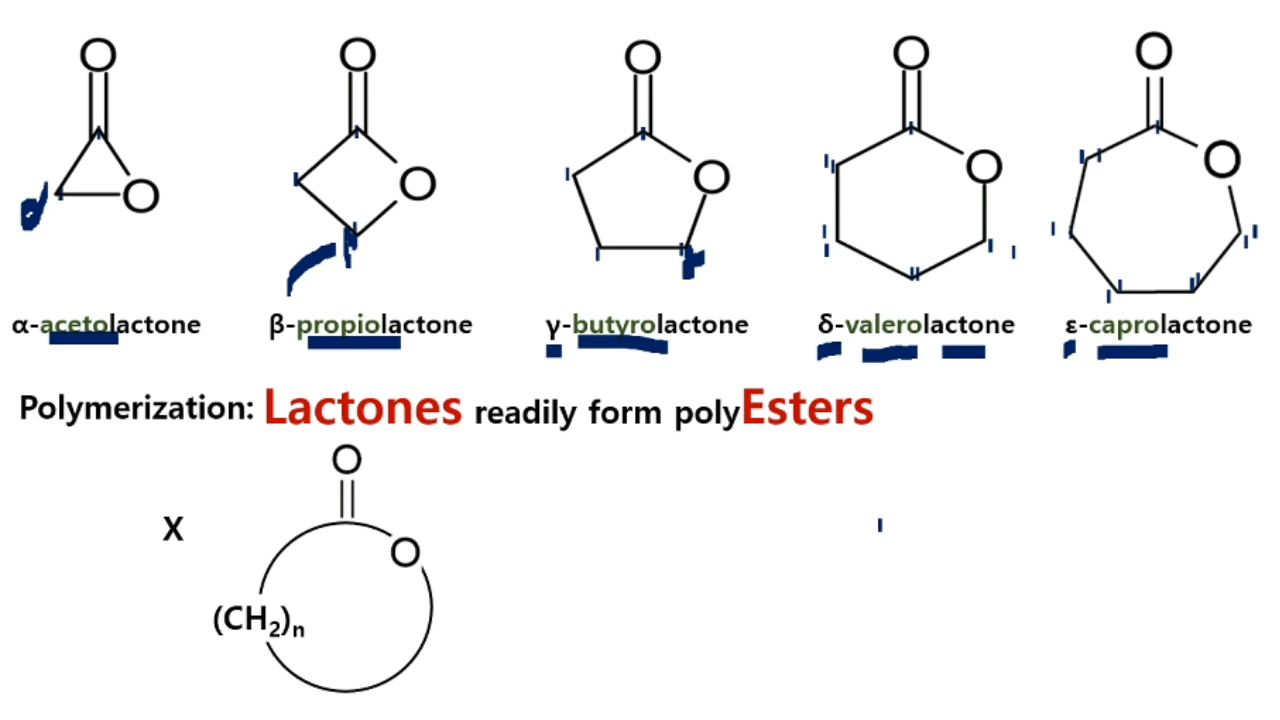 O O O O O
O O O O O
α-acetolactone β-propiolactone γ-butyrolactone δ-valerolactone ε-caprolactone
Polymerization: Lactones readily form polyEsters
O
X O
(CH₂)ₙ